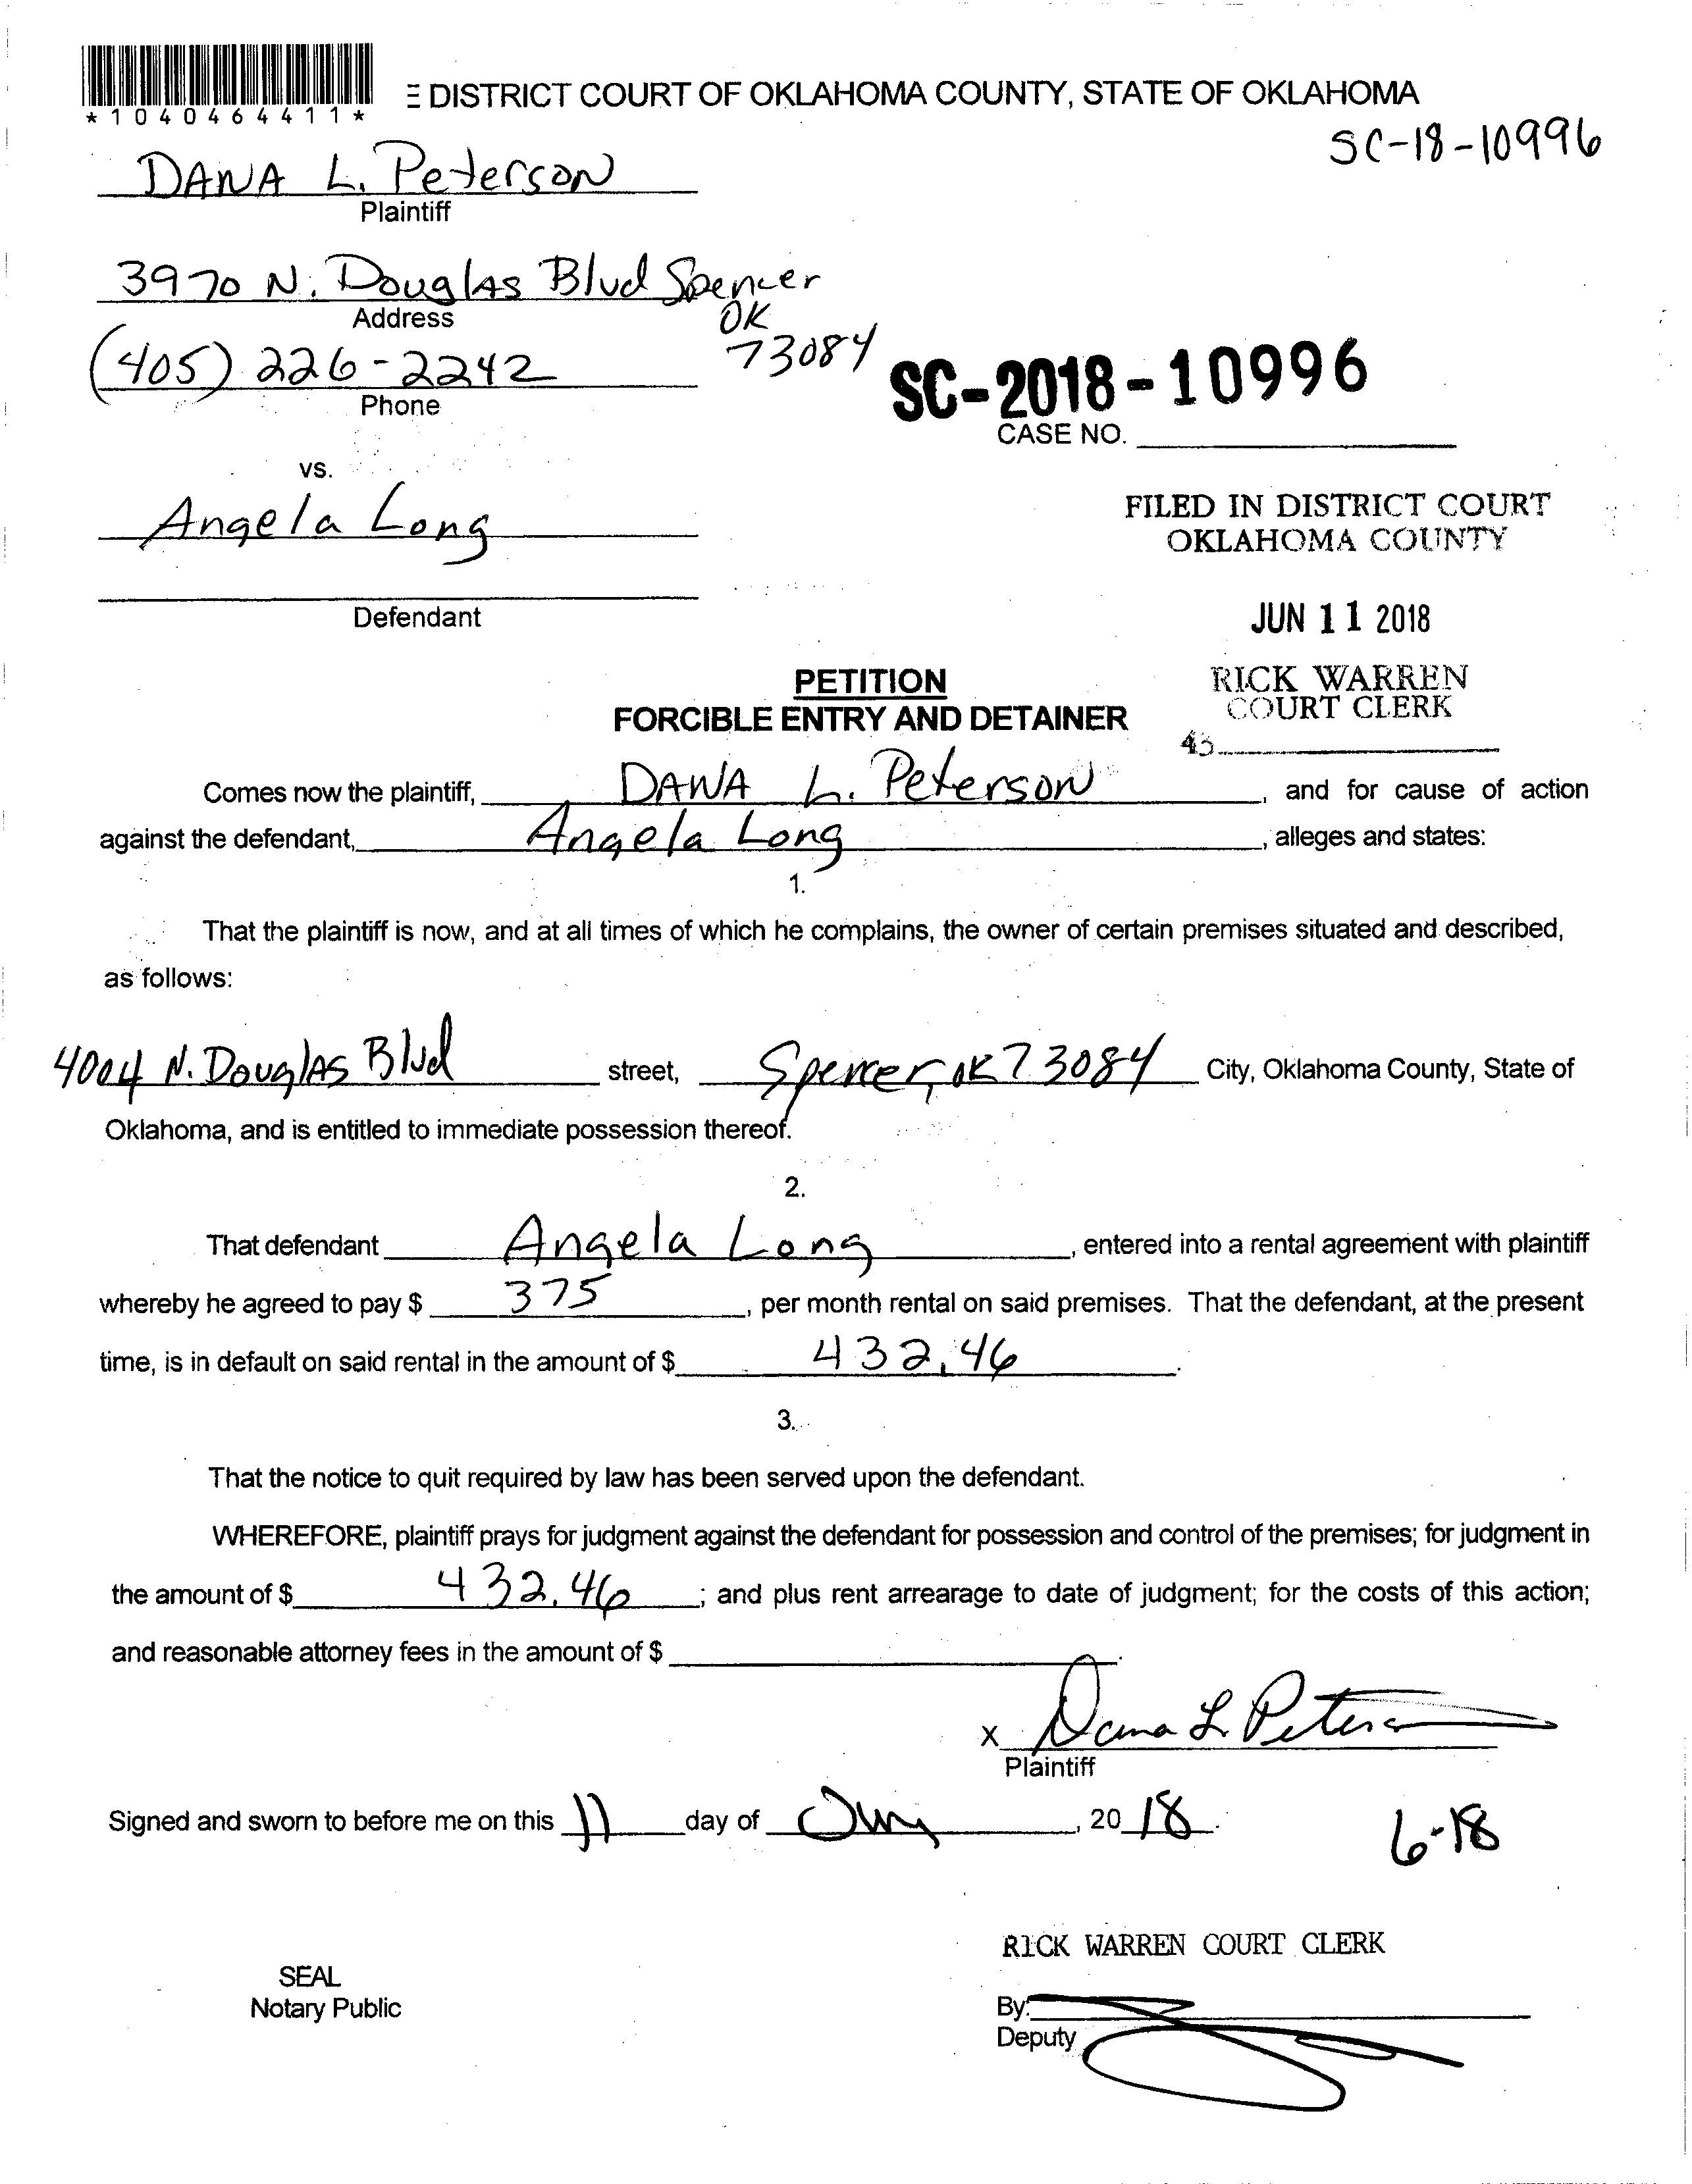 *1040464411*
DISTRICT COURT OF OKLAHOMA COUNTY, STATE OF OKLAHOMA
SC-18-10996
DANA L. Peterson
Plaintiff
3970 N. Douglas Blvd Spencer
OK
73084
Address
(405) 226-2242
Phone
SC-2018-10996
CASE NO.
vs.
Angela Long
Defendant
FILED IN DISTRICT COURT
OKLAHOMA COUNTY
JUN 11 2018
RICK WARREN
COURT CLERK
PETITION
FORCIBLE ENTRY AND DETAINER
Comes now the plaintiff, DANA L. Peterson, and for cause of action
against the defendant, Angela Long, alleges and states:
1.
That the plaintiff is now, and at all times of which he complains, the owner of certain premises situated and described,
as follows:
4004 N. Douglas Blvd street, Spencer, OK 73084 City, Oklahoma County, State of
Oklahoma, and is entitled to immediate possession thereof.
2.
That defendant Angela Long, entered into a rental agreement with plaintiff
whereby he agreed to pay $ 375, per month rental on said premises. That the defendant, at the present
time, is in default on said rental in the amount of $ 432.46.
3.
That the notice to quit required by law has been served upon the defendant.
WHEREFORE, plaintiff prays for judgment against the defendant for possession and control of the premises; for judgment in
the amount of $ 432.46; and plus rent arrearage to date of judgment; for the costs of this action;
and reasonable attorney fees in the amount of $ .
x Dana L Peterson
Plaintiff
Signed and sworn to before me on this 11 day of Jun, 2018.
6-18
RICK WARREN COURT CLERK
SEAL
Notary Public
By:
Deputy